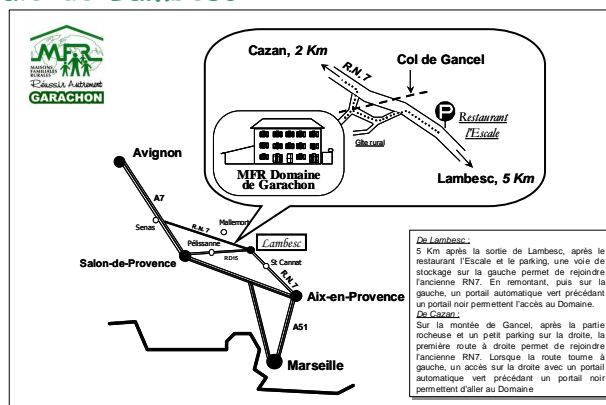 MFR
MAISONS
FAMILIALES
RURALES
Réussir Autrement
GARACHON
Cazan, 2 Km
R.N. 7
Col de Gancel
P
Restaurant
l'Escale
Gîte rural
Lambesc, 5 Km
MFR Domaine
de Garachon
Avignon
A7
Senas
R.N. 7
Mallemort
Pélissanne
RD15
Lambesc
St Cannat
R.N. 7
Salon-de-Provence
Aix-en-Provence
A51
Marseille
De Lambesc :
5 Km après la sortie de Lambesc, après le
restaurant l'Escale et le parking, une voie de
stockage sur la gauche permet de rejoindre
l'ancienne RN7. En remontant, puis sur la
gauche, un portail automatique vert précédant
un portail noir permettent l'accès au Domaine.
De Cazan :
Sur la montée de Gancel, après la partie
rocheuse et un petit parking sur la droite, la
première route à droite permet de rejoindre
l'ancienne RN7. Lorsque la route tourne à
gauche, un accès sur la droite avec un portail
automatique vert précédant un portail noir
permettent d'aller au Domaine